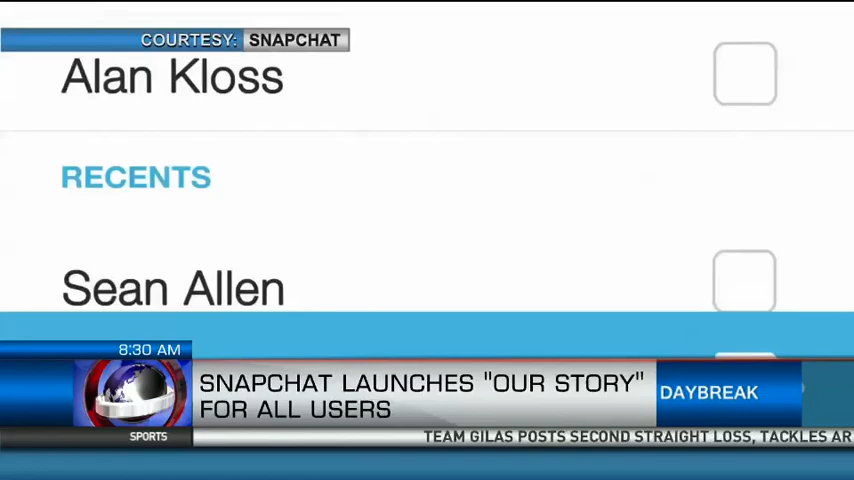 COURTESY: SNAPCHAT
Alan Kloss
RECENTS
Sean Allen
8:30 AM
SNAPCHAT LAUNCHES "OUR STORY"
FOR ALL USERS
DAYBREAK
SPORTS
TEAM GILAS POSTS SECOND STRAIGHT LOSS, TACKLES AR